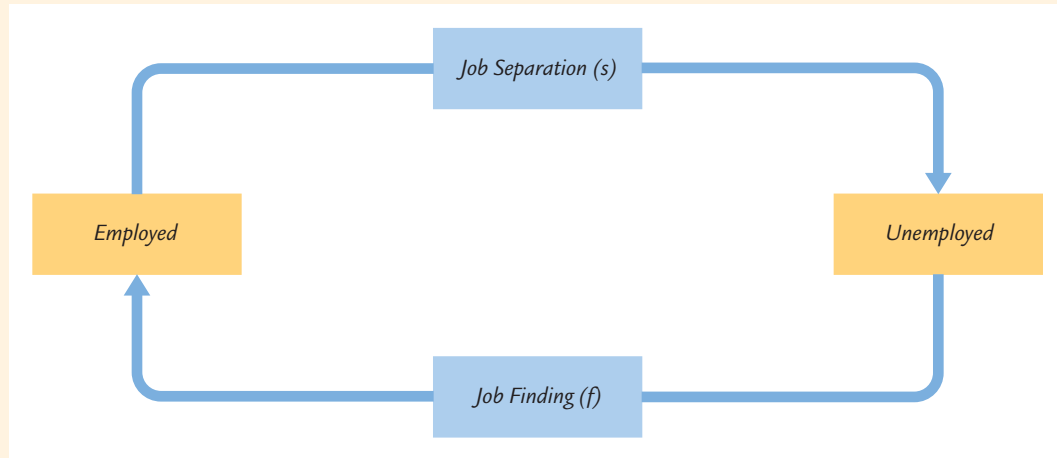 Job Separation (s)
Employed
Unemployed
Job Finding (f)